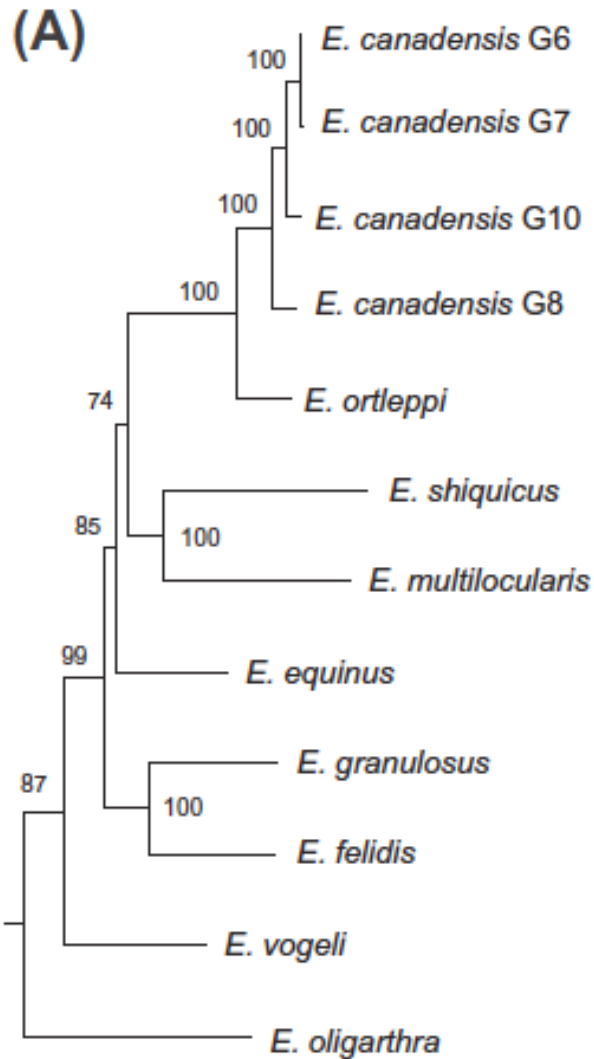 (A)
E. canadensis G6
100
E. canadensis G7
100
E. canadensis G10
100
E. canadensis G8
100
E. ortleppi
74
E. shiquicus
85
100
E. multilocularis
99
E. equinus
E. granulosus
87
100
E. felidis
E. vogeli
E. oligarthra